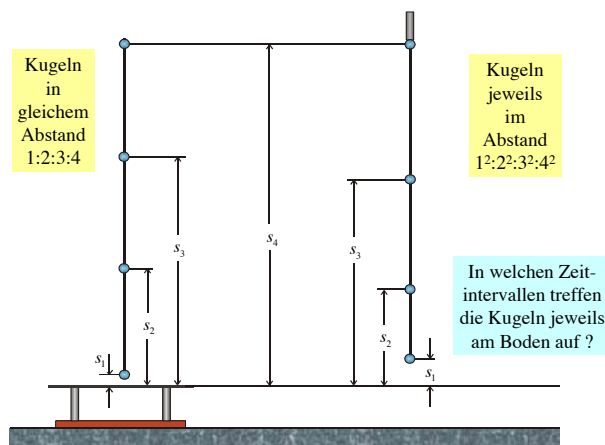 Kugeln
in
gleichem
Abstand
1:2:3:4
s₁
s₂
s₃
s₄
s₃
s₂
s₁
Kugeln
jeweils
im
Abstand
1²:2²:3²:4²
In welchen Zeit-
intervallen treffen
die Kugeln jeweils
am Boden auf ?